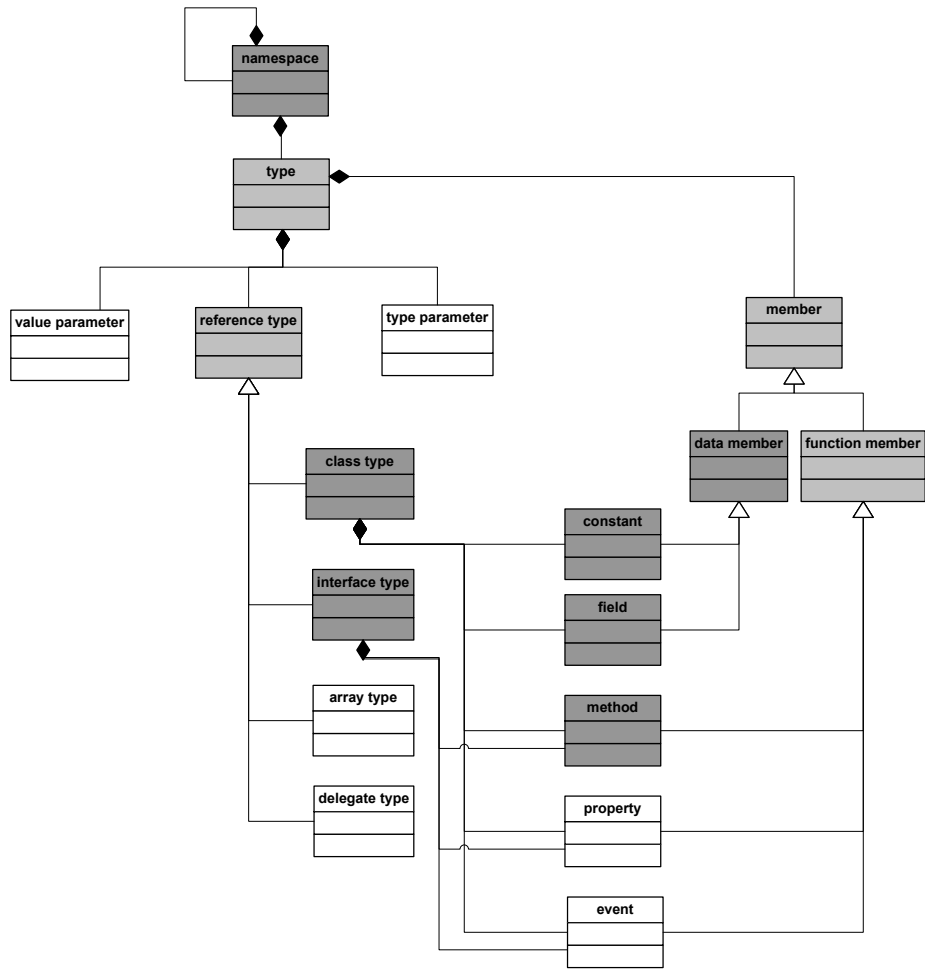 namespace
type
value parameter
reference type
type parameter
member
data member
function member
class type
constant
interface type
field
array type
method
delegate type
property
event